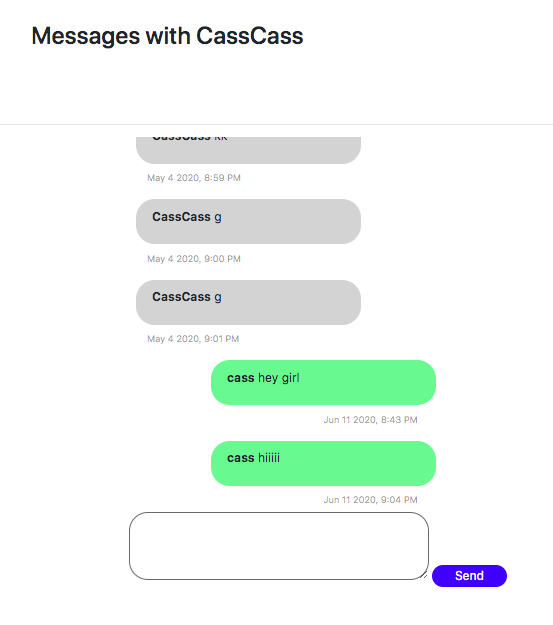 Messages with CassCass
CassCass kk
May 4 2020, 8:59 PM
CassCass g
May 4 2020, 9:00 PM
CassCass g
May 4 2020, 9:01 PM
cass hey girl
Jun 11 2020, 8:43 PM
cass hiiiii
Jun 11 2020, 9:04 PM
Send